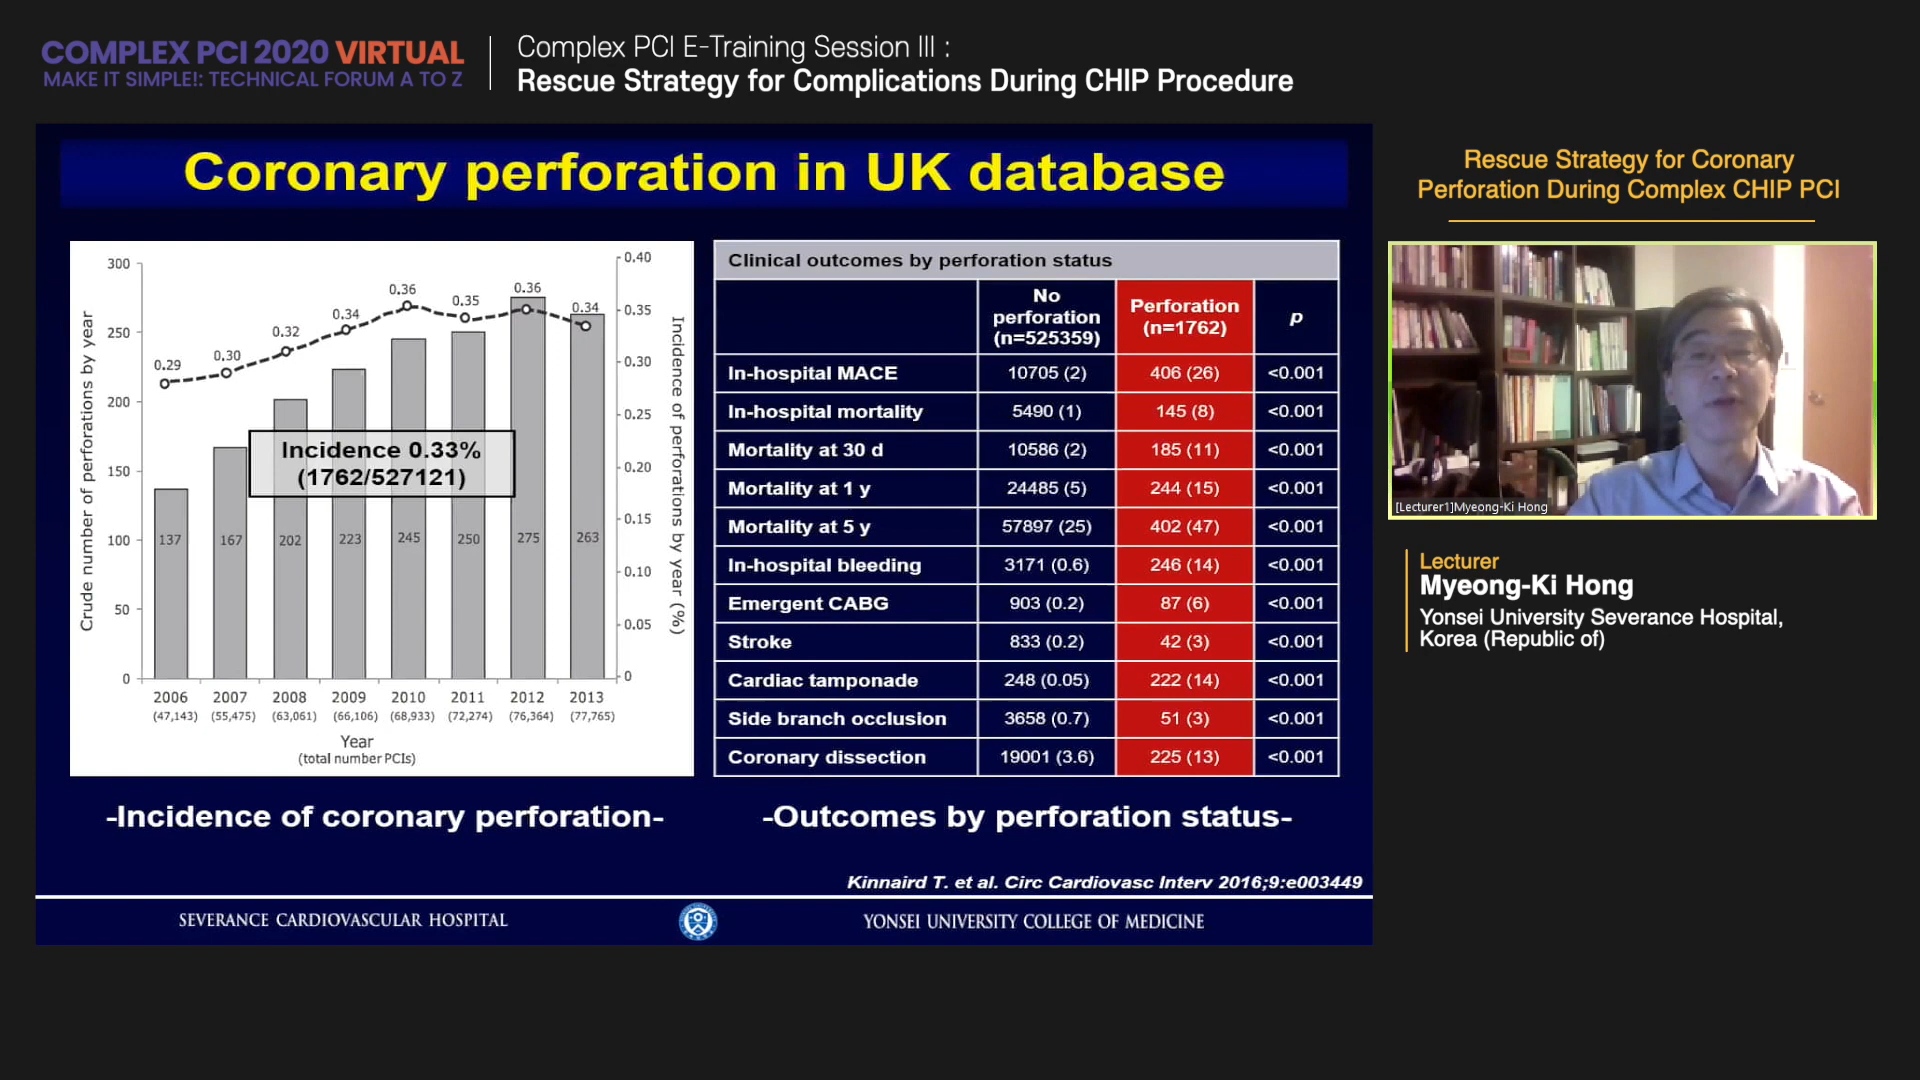 COMPLEX PCI 2020 VIRTUAL
MAKE IT SIMPLE!: TECHNICAL FORUM A TO Z
Complex PCI E-Training Session III :
Rescue Strategy for Complications During CHIP Procedure
Coronary perforation in UK database
Crude number of perforations by year
300
250
200
150
100
50
0
0.29
0.30
0.32
0.34
0.36
0.35
0.36
0.34
Incidence 0.33%
(1762/527121)
137
167
202
223
245
250
275
263
0.40
0.35
0.30
0.25
0.20
0.15
0.10
0.05
0
Incidence of perforations by year (%)
2006 2007 2008 2009 2010 2011 2012 2013
(47,143) (55,475) (63,061) (66,106) (68,933) (72,274) (76,364) (77,765)
Year
(total number PCIs)
-Incidence of coronary perforation-
Clinical outcomes by perforation status
No perforation (n=525359) Perforation (n=1762) p
In-hospital MACE 10705 (2) 406 (26) <0.001
In-hospital mortality 5490 (1) 145 (8) <0.001
Mortality at 30 d 10586 (2) 185 (11) <0.001
Mortality at 1 y 24485 (5) 244 (15) <0.001
Mortality at 5 y 57897 (25) 402 (47) <0.001
In-hospital bleeding 3171 (0.6) 246 (14) <0.001
Emergent CABG 903 (0.2) 87 (6) <0.001
Stroke 833 (0.2) 42 (3) <0.001
Cardiac tamponade 248 (0.05) 222 (14) <0.001
Side branch occlusion 3658 (0.7) 51 (3) <0.001
Coronary dissection 19001 (3.6) 225 (13) <0.001
-Outcomes by perforation status-
Kinnaird T. et al. Circ Cardiovasc Interv 2016;9:e003449
SEVERANCE CARDIOVASCULAR HOSPITAL
YONSEI UNIVERSITY COLLEGE OF MEDICINE
Rescue Strategy for Coronary
Perforation During Complex CHIP PCI
[Lecturer1]Myeong-Ki Hong
Lecturer
Myeong-Ki Hong
Yonsei University Severance Hospital,
Korea (Republic of)